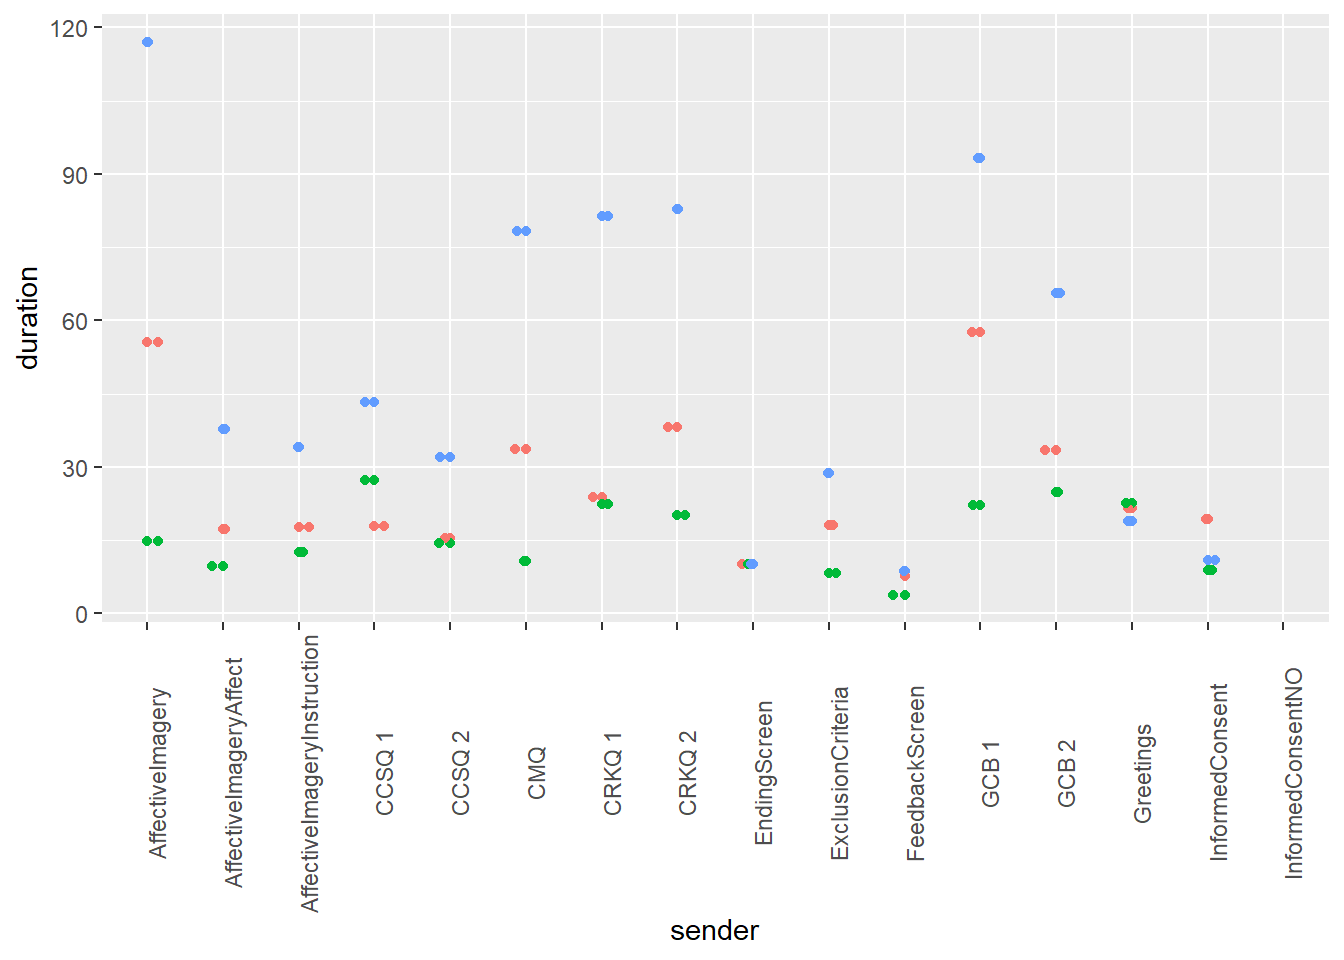 120
90
60
30
0
duration
AffectiveImagery
AffectiveImageryAffect
AffectiveImageryInstruction
CCSQ 1
CCSQ 2
CMQ
CRKQ 1
CRKQ 2
EndingScreen
ExclusionCriteria
FeedbackScreen
GCB 1
GCB 2
Greetings
InformedConsent
InformedConsentNO
sender